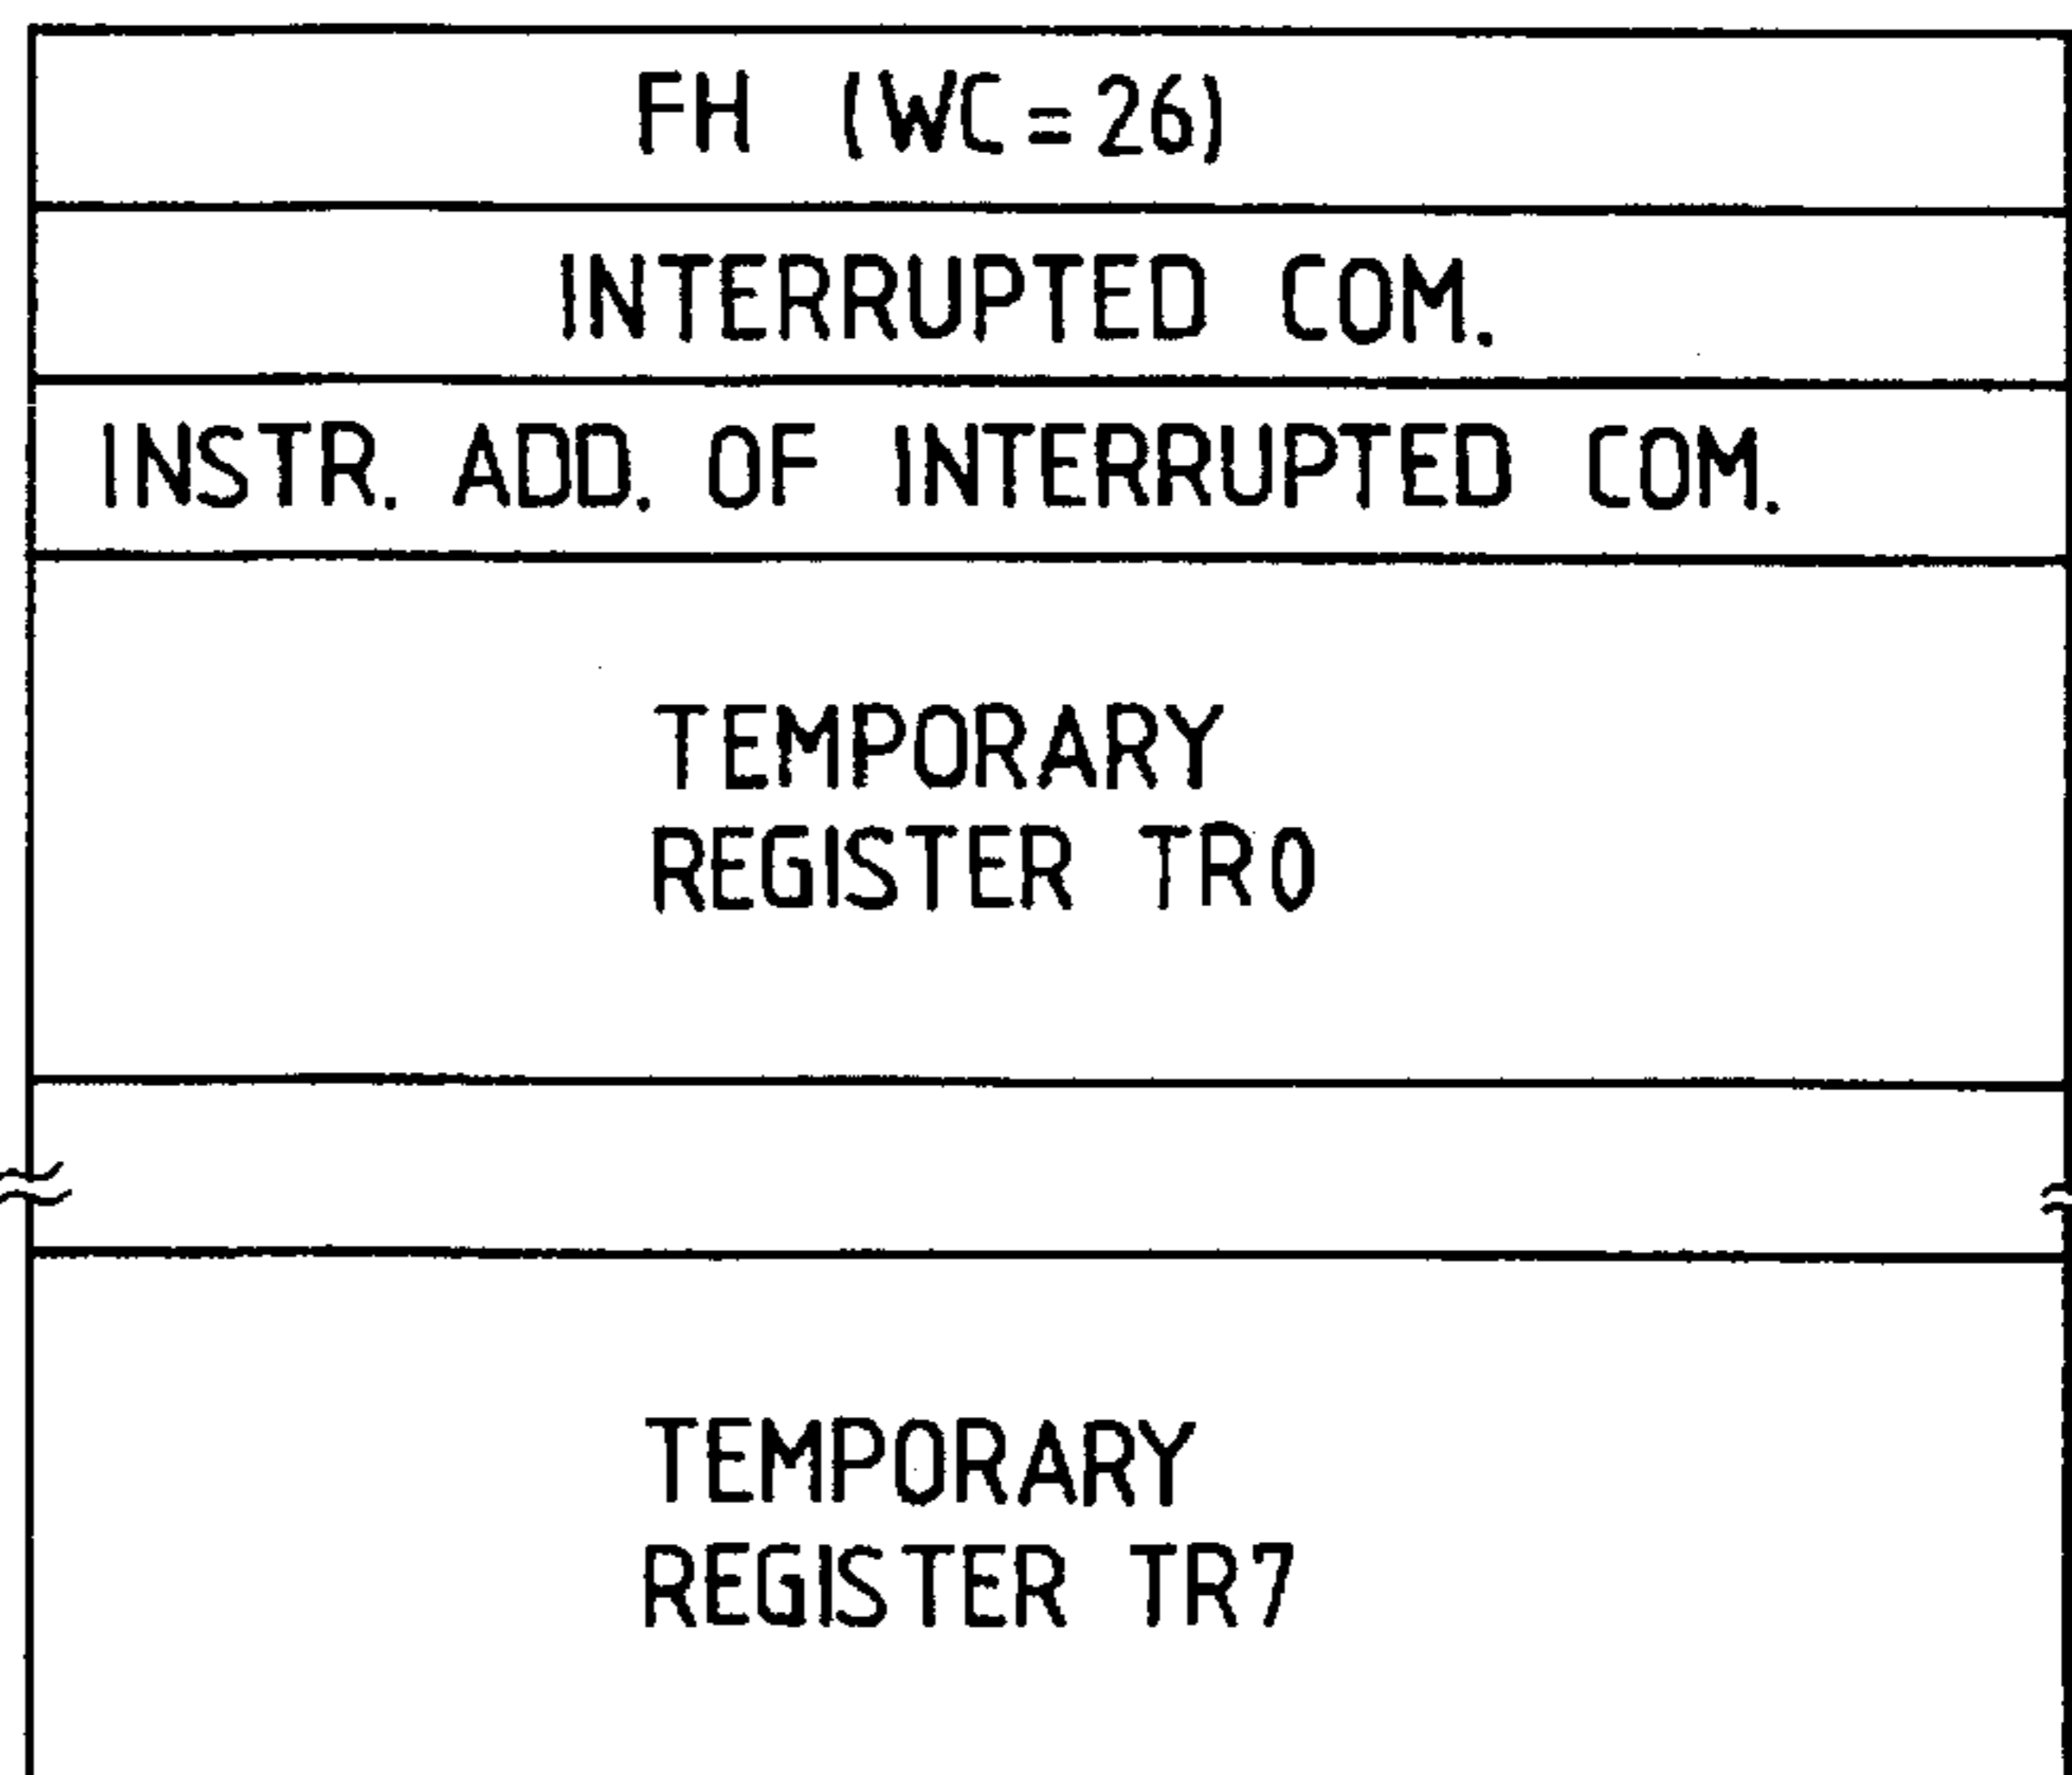 FH (WC=26)
INTERRUPTED COM.
INSTR. ADD. OF INTERRUPTED COM.
TEMPORARY
REGISTER TR0
TEMPORARY
REGISTER TR7